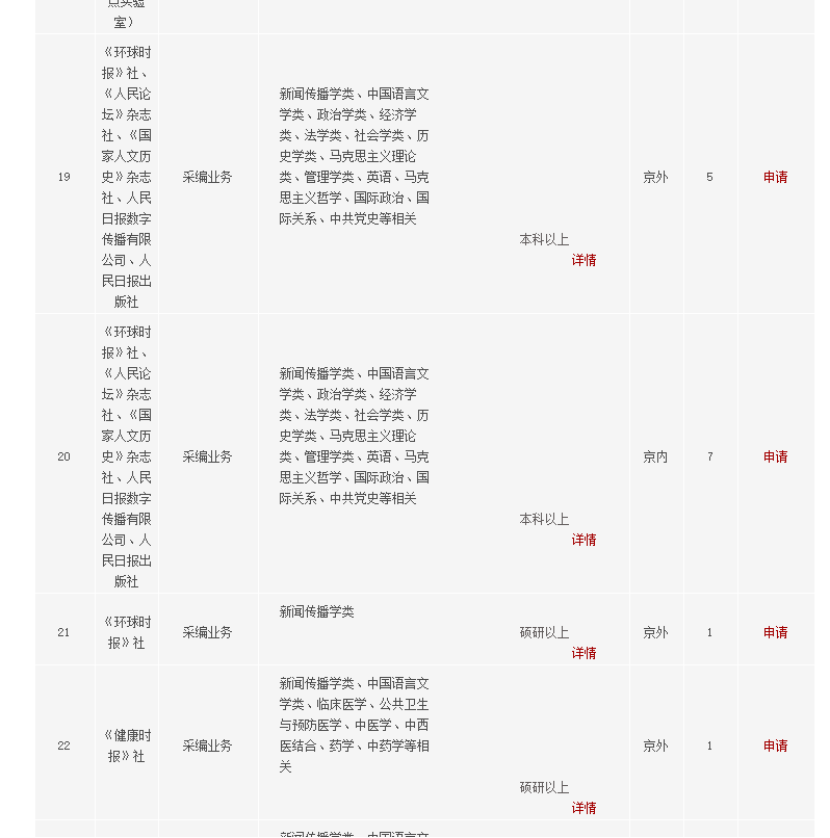 点实验
室）
19
《环球时
报》社、
《人民论
坛》杂志
社、《国
家人文历
史》杂志
社、人民
日报数字
传播有限
公司、人
民日报出
版社
采编业务
新闻传播学类、中国语言文
学类、政治学类、经济学
类、法学类、社会学类、历
史学类、马克思主义理论
类、管理学类、英语、马克
思主义哲学、国际政治、国
际关系、中共党史等相关
本科以上
详情
京外
5
申请
20
《环球时
报》社、
《人民论
坛》杂志
社、《国
家人文历
史》杂志
社、人民
日报数字
传播有限
公司、人
民日报出
版社
采编业务
新闻传播学类、中国语言文
学类、政治学类、经济学
类、法学类、社会学类、历
史学类、马克思主义理论
类、管理学类、英语、马克
思主义哲学、国际政治、国
际关系、中共党史等相关
本科以上
详情
京内
7
申请
21
《环球时
报》社
采编业务
新闻传播学类
硕研以上
详情
京外
1
申请
22
《健康时
报》社
采编业务
新闻传播学类、中国语言文
学类、临床医学、公共卫生
与预防医学、中医学、中西
医结合、药学、中药学等相
关
硕研以上
详情
京外
1
申请
新闻传播学类、中国语言文